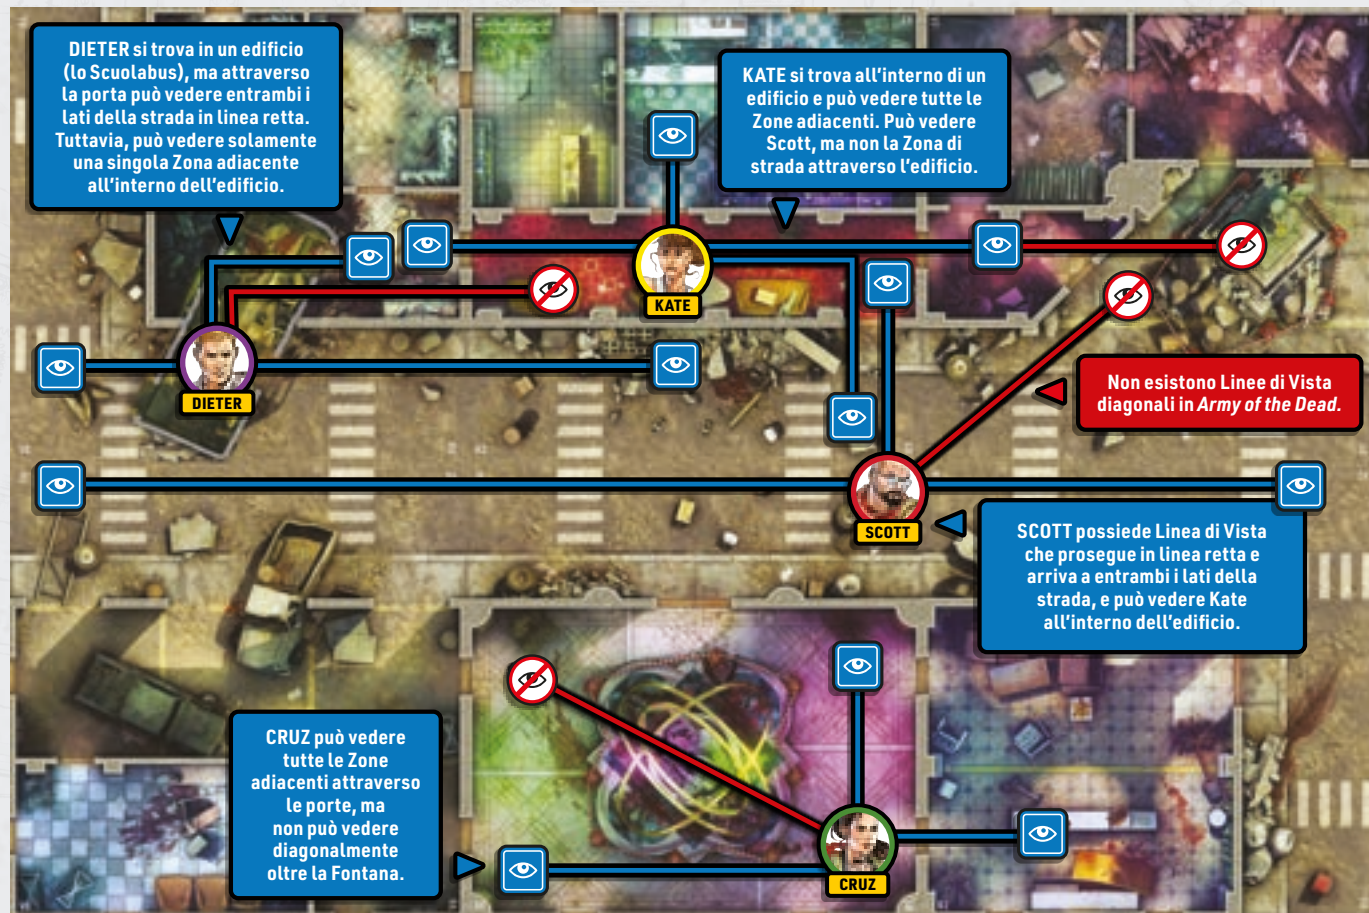 DIETER si trova in un edificio
(lo Scuolabus), ma attraverso
la porta può vedere entrambi i
lati della strada in linea retta.
Tuttavia, può vedere solamente
una singola Zona adiacente
all'interno dell'edificio.
KATE si trova all'interno di un
edificio e può vedere tutte le
Zone adiacenti. Può vedere
Scott, ma non la Zona di
strada attraverso l'edificio.
KATE
DIETER
Non esistono Linee di Vista
diagonali in Army of the Dead.
SCOTT
SCOTT possiede Linea di Vista
che prosegue in linea retta e
arriva a entrambi i lati della
strada, e può vedere Kate
all'interno dell'edificio.
CRUZ può vedere
tutte le Zone
adiacenti attraverso
le porte, ma
non può vedere
diagonalmente
oltre la Fontana.
CRUZ